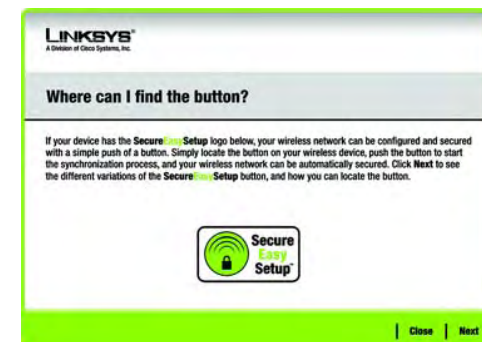 LINKSYS®
A Division of Cisco Systems, Inc.
Where can I find the button?
If your device has the SecureEasySetup logo below, your wireless network can be configured and secured
with a simple push of a button. Simply locate the button on your wireless device, push the button to start
the synchronization process, and your wireless network can be automatically secured. Click Next to see
the different variations of the SecureEasySetup button, and how you can locate the button.
Secure
Easy
Setup™
Close | Next